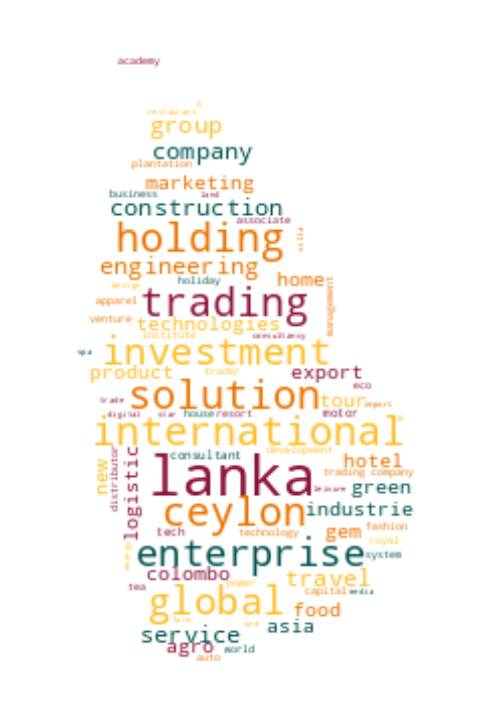 academy
restaurant
group
company
plantation
marketing
business land
construction
associate
holding villa
engineering
holiday home
design
apparel trading management
venture technologies
institute consultancy
spa investment
product trader export
eco
solution tour
trade import
digital star house resort motor
international
consultant development
lanka hotel
new distributor logistic trading company
leisure green
ceylon industrie
fashion
tech technology gem royal
enterprise system
energy
colombo travel
tea power capital media
global food
farm one asia
service
agro world
auto